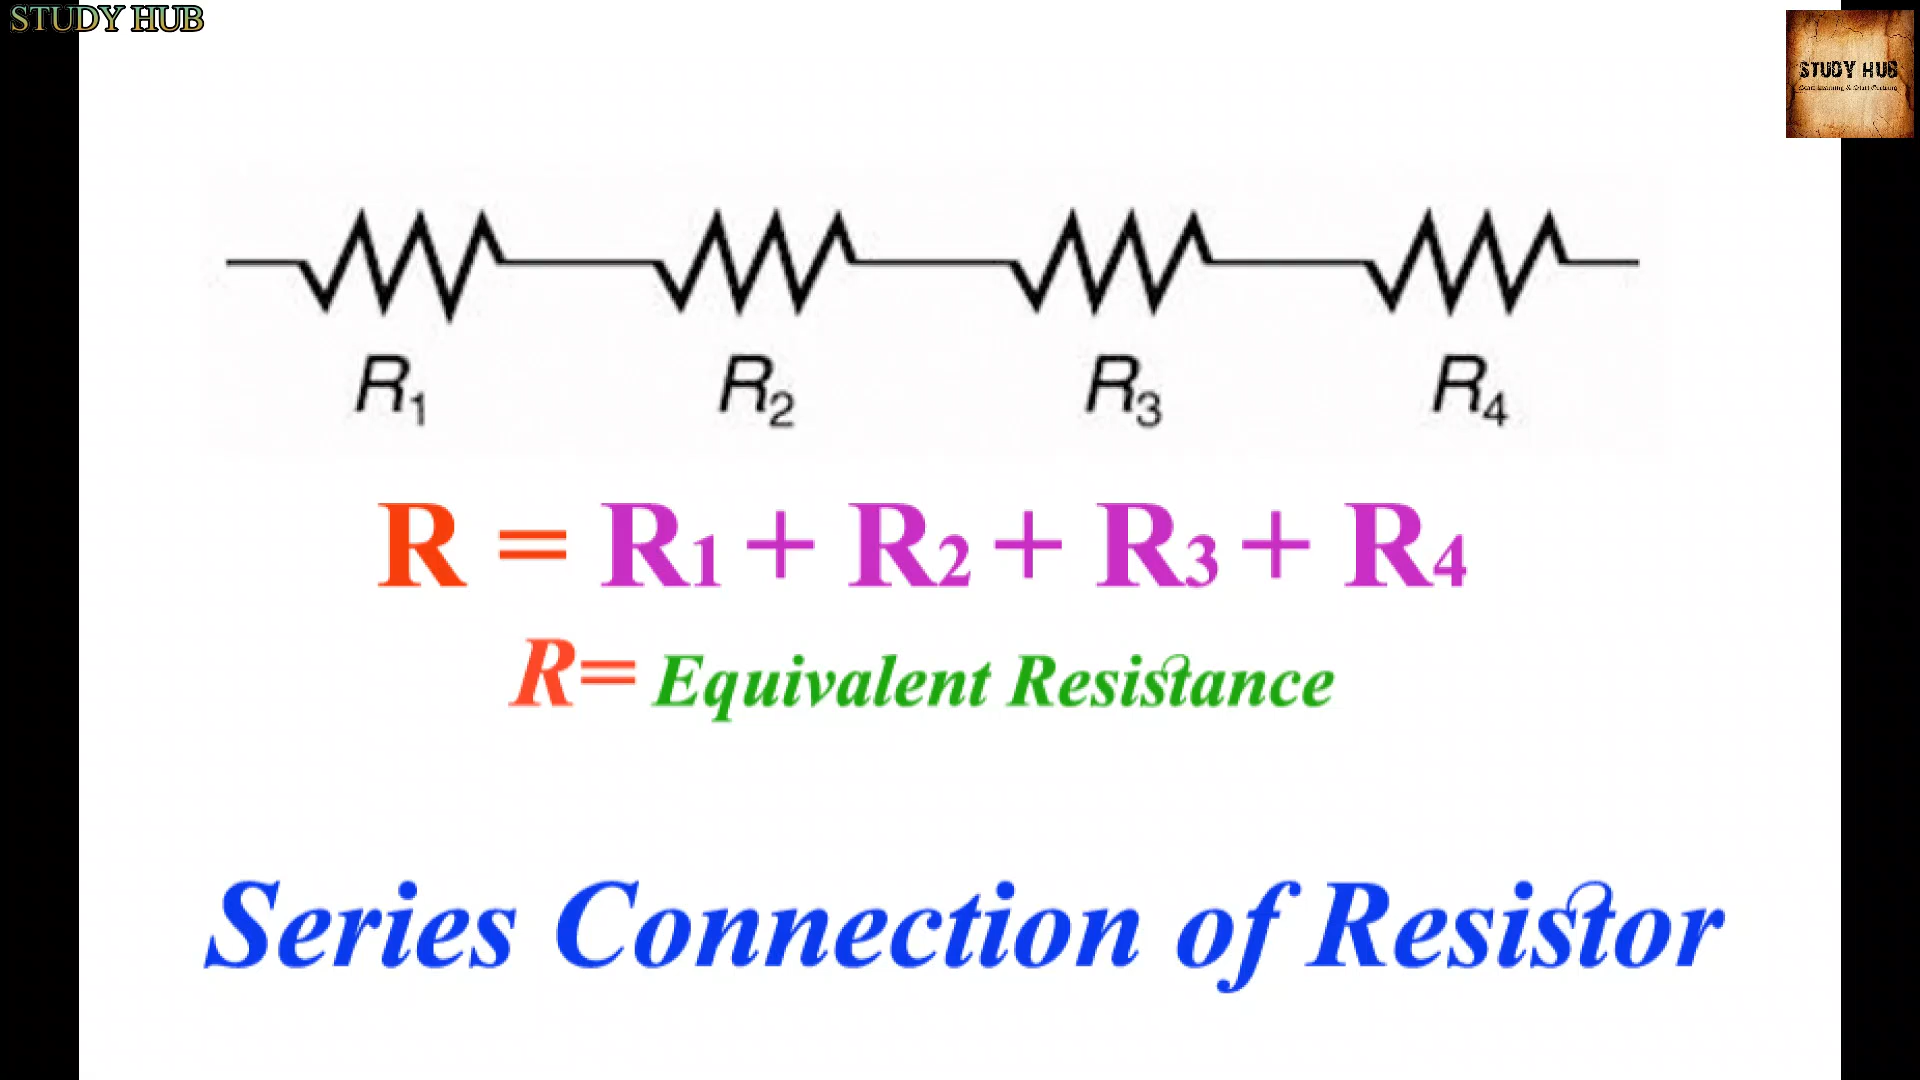 STUDY HUB
STUDY HUB
R1 R2 R3 R4
R = R1 + R2 + R3 + R4
R= Equivalent Resistance
Series Connection of Resistor